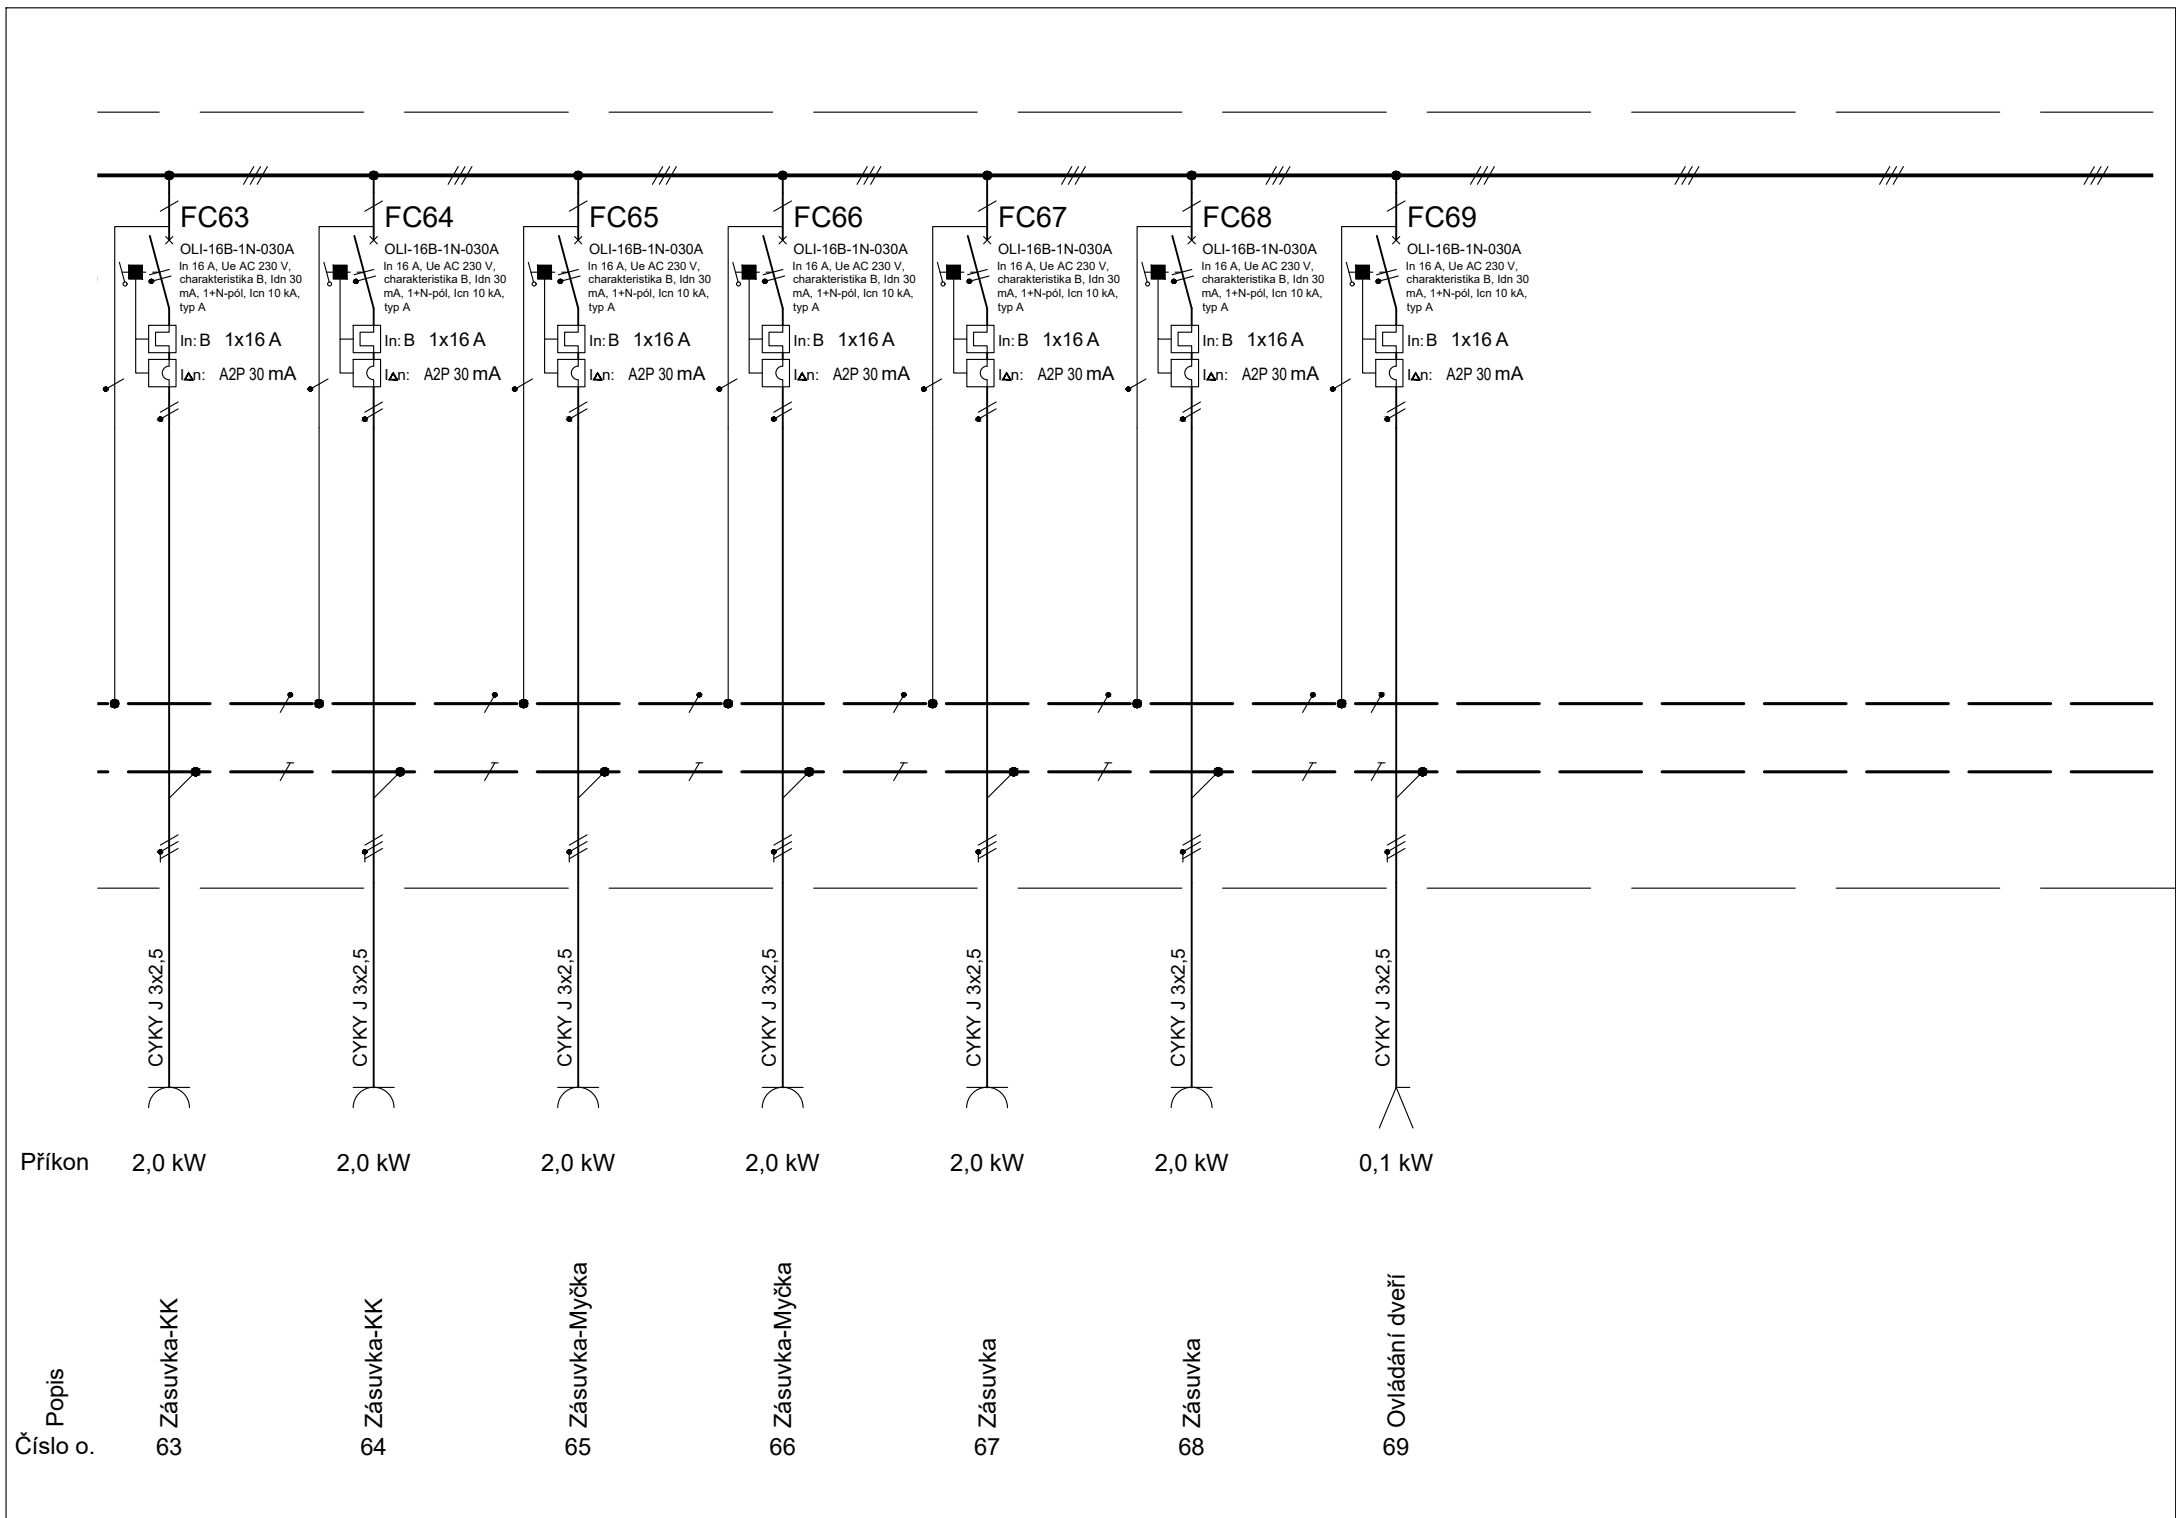 FC63
OLI-16B-1N-030A
In 16 A, Ue AC 230 V,
charakteristika B, Idn 30
mA, 1+N-pól, Icn 10 kA,
typ A
In: B 1x16 A
I∆n: A2P 30 mA
FC64
OLI-16B-1N-030A
In 16 A, Ue AC 230 V,
charakteristika B, Idn 30
mA, 1+N-pól, Icn 10 kA,
typ A
In: B 1x16 A
I∆n: A2P 30 mA
FC65
OLI-16B-1N-030A
In 16 A, Ue AC 230 V,
charakteristika B, Idn 30
mA, 1+N-pól, Icn 10 kA,
typ A
In: B 1x16 A
I∆n: A2P 30 mA
FC66
OLI-16B-1N-030A
In 16 A, Ue AC 230 V,
charakteristika B, Idn 30
mA, 1+N-pól, Icn 10 kA,
typ A
In: B 1x16 A
I∆n: A2P 30 mA
FC67
OLI-16B-1N-030A
In 16 A, Ue AC 230 V,
charakteristika B, Idn 30
mA, 1+N-pól, Icn 10 kA,
typ A
In: B 1x16 A
I∆n: A2P 30 mA
FC68
OLI-16B-1N-030A
In 16 A, Ue AC 230 V,
charakteristika B, Idn 30
mA, 1+N-pól, Icn 10 kA,
typ A
In: B 1x16 A
I∆n: A2P 30 mA
FC69
OLI-16B-1N-030A
In 16 A, Ue AC 230 V,
charakteristika B, Idn 30
mA, 1+N-pól, Icn 10 kA,
typ A
In: B 1x16 A
I∆n: A2P 30 mA
CYKY J 3x2,5
CYKY J 3x2,5
CYKY J 3x2,5
CYKY J 3x2,5
CYKY J 3x2,5
CYKY J 3x2,5
CYKY J 3x2,5
Příkon 2,0 kW 2,0 kW 2,0 kW 2,0 kW 2,0 kW 2,0 kW 0,1 kW
Popis
Zásuvka-KK
Zásuvka-KK
Zásuvka-Myčka
Zásuvka-Myčka
Zásuvka
Zásuvka
Ovládání dveří
Číslo o. 63 64 65 66 67 68 69